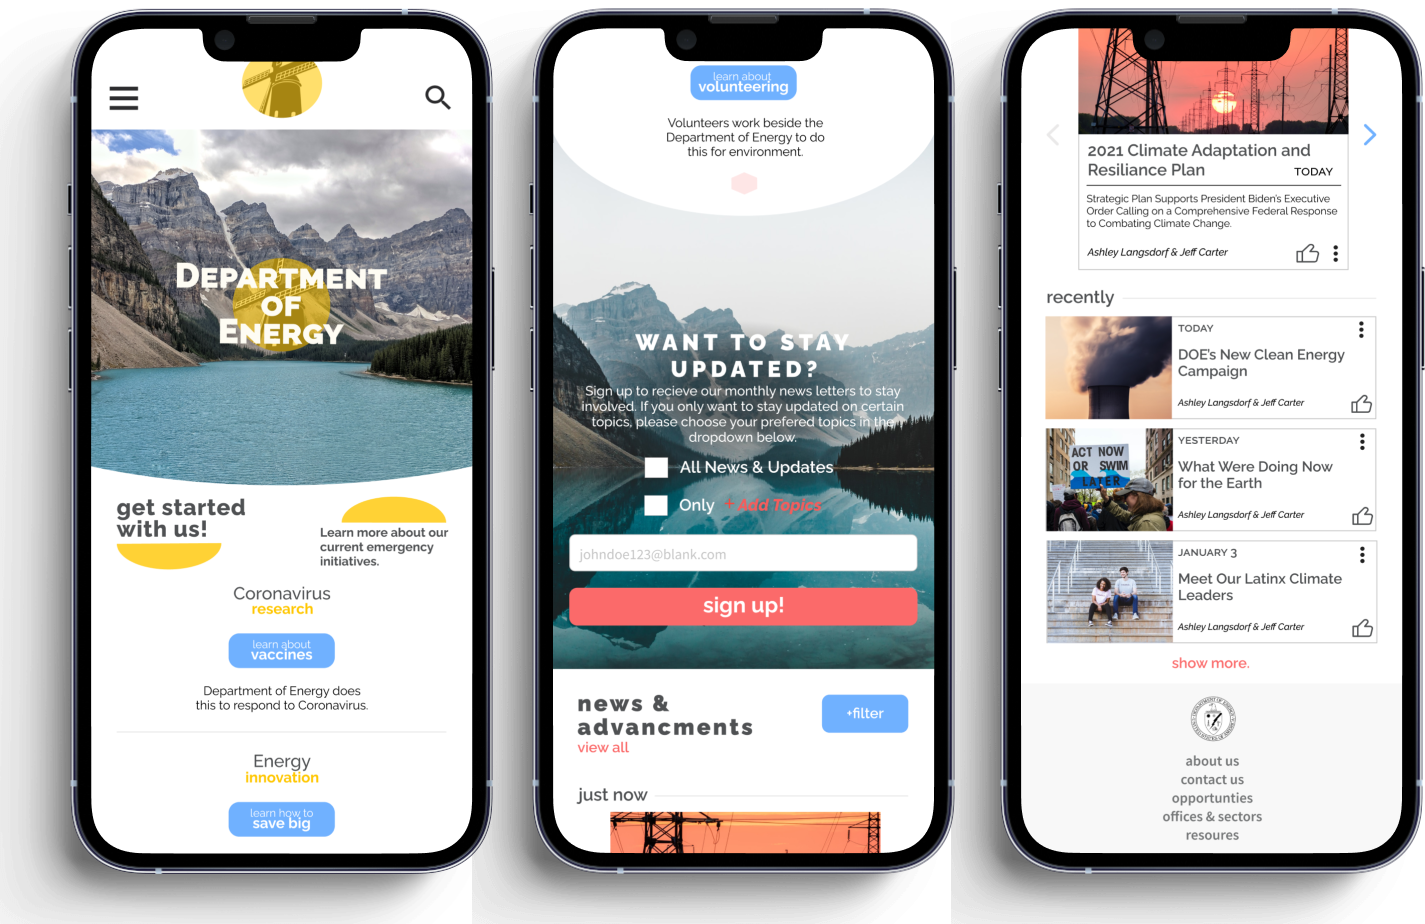 DEPARTMENT
OF
ENERGY
get started
with us!
Learn more about our
current emergency
initiatives.
Coronavirus
research
learn about
vaccines
Department of Energy does
this to respond to Coronavirus.
Energy
innovation
learn how to
save big
learn about
volunteering
Volunteers work beside the
Department of Energy to do
this for environment.
WANT TO STAY
UPDATED?
Sign up to recieve our monthly news letters to stay
involved. If you only want to stay updated on certain
topics, please choose your prefered topics in the
dropdown below.
All News & Updates
Only + Add Topics
johndoe123@blank.com
sign up!
news &
advancments
+filter
view all
just now
2021 Climate Adaptation and
Resiliance Plan TODAY
Strategic Plan Supports President Biden's Executive
Order Calling on a Comprehensive Federal Response
to Combating Climate Change.
Ashley Langsdorf & Jeff Carter
recently
TODAY
DOE's New Clean Energy
Campaign
Ashley Langsdorf & Jeff Carter
ACT NOW
OR SWIM
LATER
YESTERDAY
What Were Doing Now
for the Earth
Ashley Langsdorf & Jeff Carter
JANUARY 3
Meet Our Latinx Climate
Leaders
Ashley Langsdorf & Jeff Carter
show more.
about us
contact us
opportunties
offices & sectors
resoures